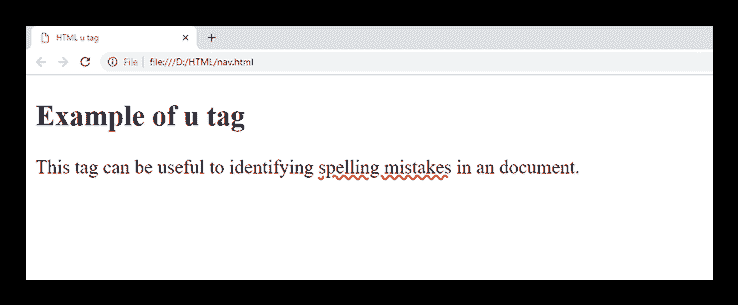 HTML u tag
File file:///D:/HTML/nav.html
Example of u tag
This tag can be useful to identifying spelling mistakes in an document.